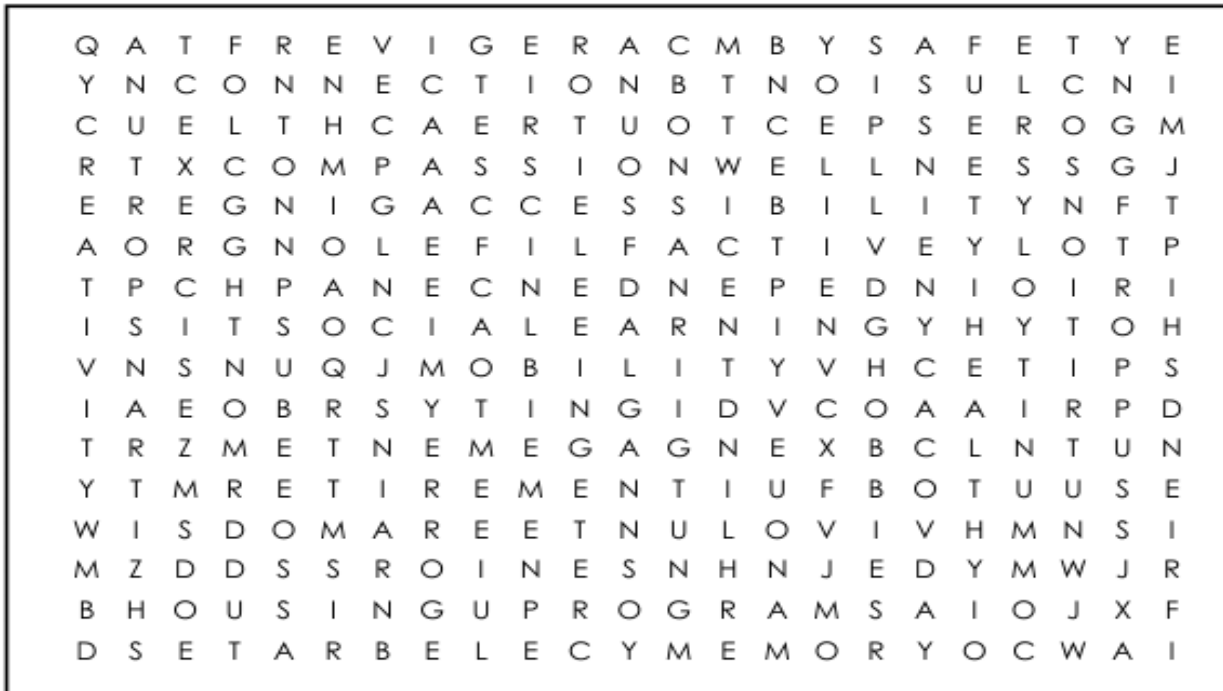 Q A T F R E V I G E R A C M B Y S A F E T Y E
Y N C O N N E C T I O N B T N O I S U L C N I
C U E L T H C A E R T U O T C E P S E R O G M
R T X C O M P A S S I O N W E L L N E S S G J
E R E G N I G A C C E S S I B I L I T Y N F T
A O R G N O L E F I L F A C T I V E Y L O T P
T P C H P A N E C N E D N E P E D N I O I R I
I S I T S O C I A L E A R N I N G Y H Y T O H
V N S N U Q J M O B I L I T Y V H C E T I P S
I A E O B R S Y T I N G I D V C O A A I R P D
T R Z M E T N E M E G A G N E X B C L N T U N
Y T M R E T I R E M E N T I U F B O T U U S E
W I S D O M A R E E T N U L O V I V H M N S I
M Z D D S S R O I N E S N H N J E D Y M W J R
B H O U S I N G U P R O G R A M S A I O J X F
D S E T A R B E L E C Y M E M O R Y O C W A I